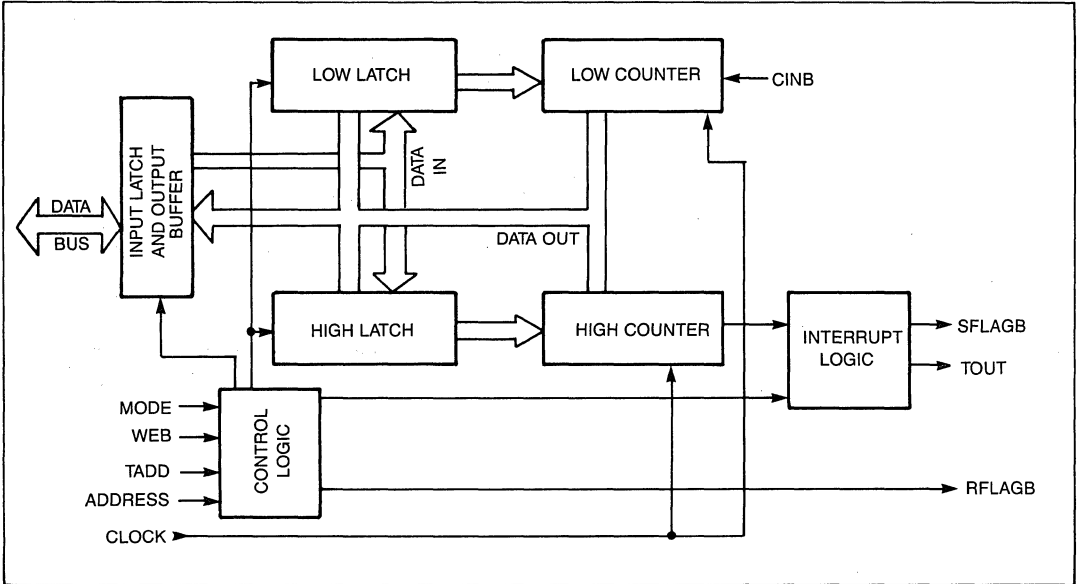 LOW LATCH
LOW COUNTER
CINB
INPUT LATCH
AND OUTPUT
BUFFER
DATA
IN
DATA
BUS
DATA OUT
HIGH LATCH
HIGH COUNTER
INTERRUPT
LOGIC
SFLAGB
TOUT
MODE
WEB
TADD
ADDRESS
CONTROL
LOGIC
RFLAGB
CLOCK